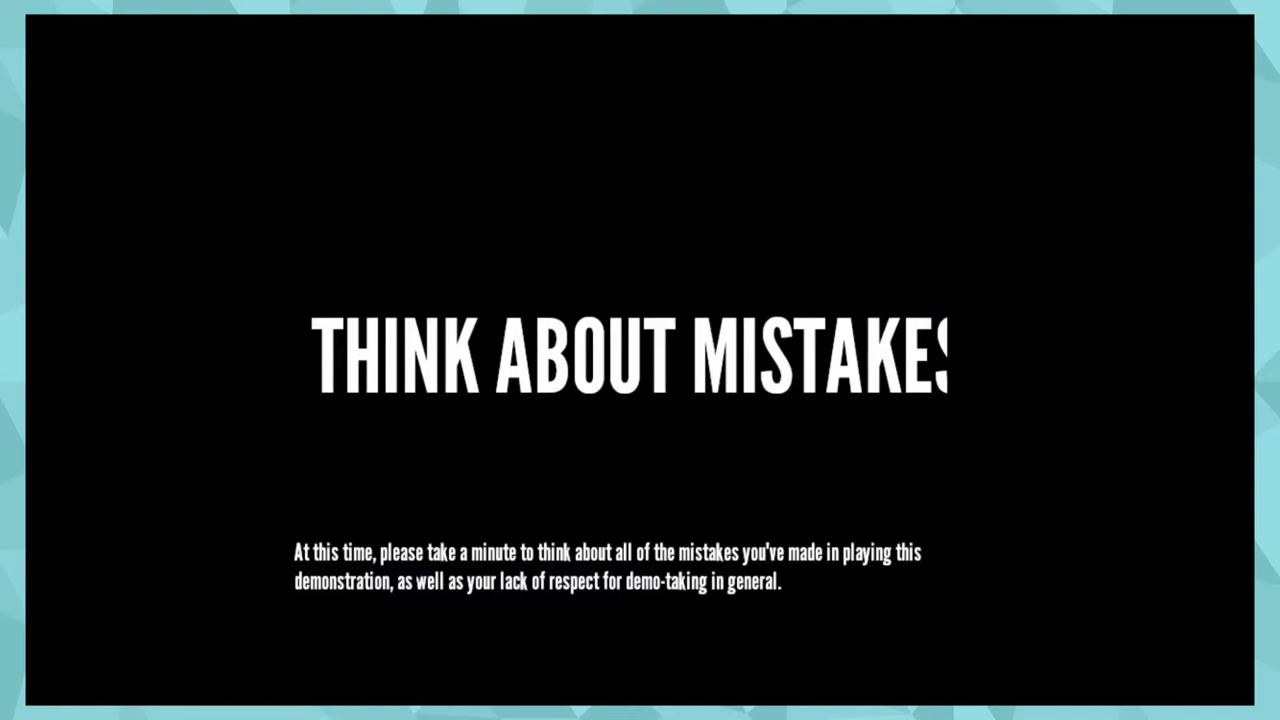 THINK ABOUT MISTAKES
At this time, please take a minute to think about all of the mistakes you've made in playing this
demonstration, as well as your lack of respect for demo-taking in general.